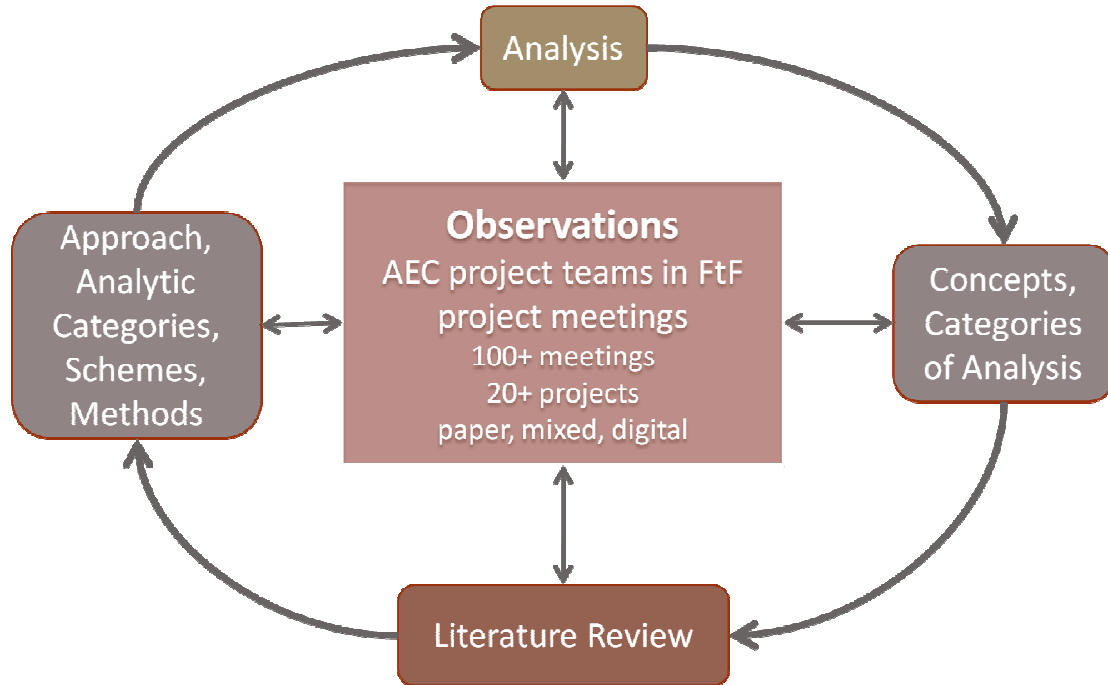 Analysis
Observations
AEC project teams in FtF
project meetings
100+ meetings
20+ projects
paper, mixed, digital
Approach,
Analytic
Categories,
Schemes,
Methods
Concepts,
Categories
of Analysis
Literature Review